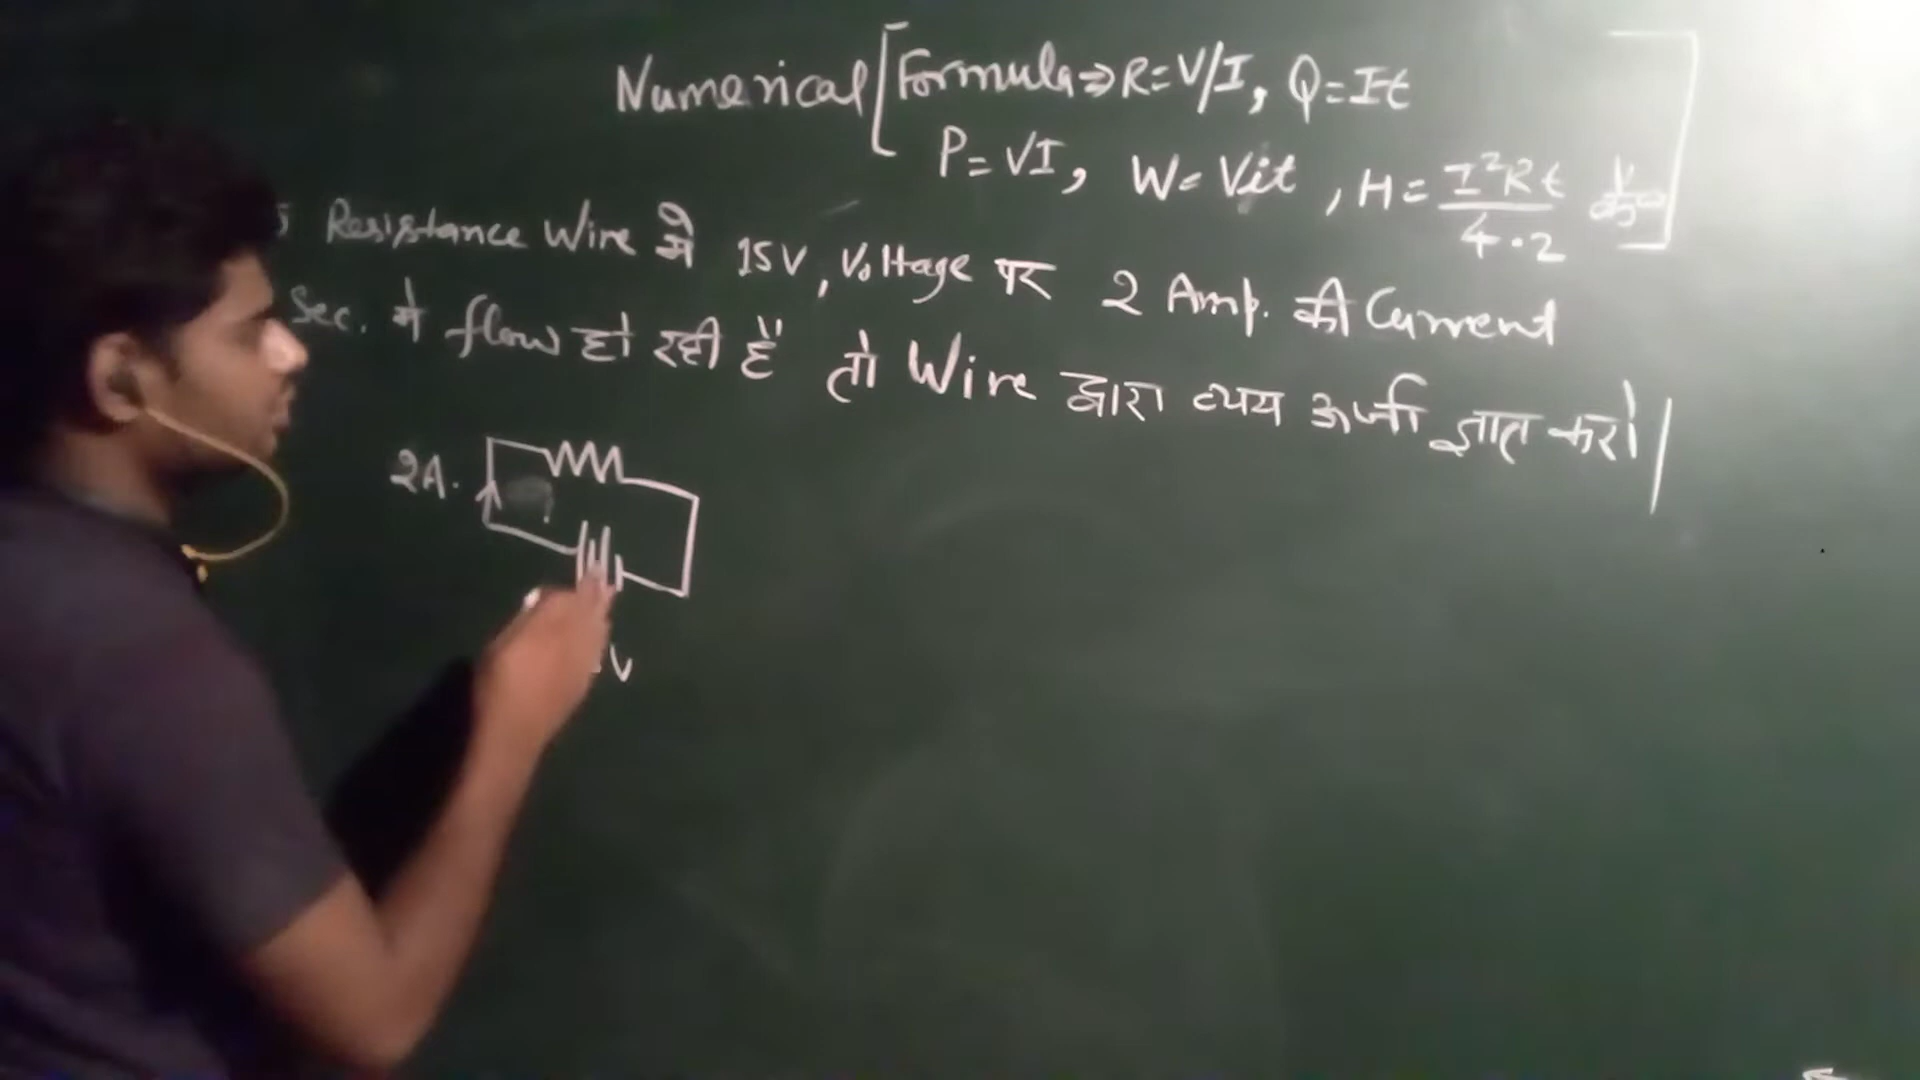 Numerical [Formula⇒R=V/I, Q=It
P=VI, W=Vit, H=I²Rt/4.2
Resistance Wire मे 15V, Voltage पर 2 Amp. की Current
Sec. मे flow हो रही है" तो Wire द्वारा व्यय ऊर्जा ज्ञात करो |
2A.
V